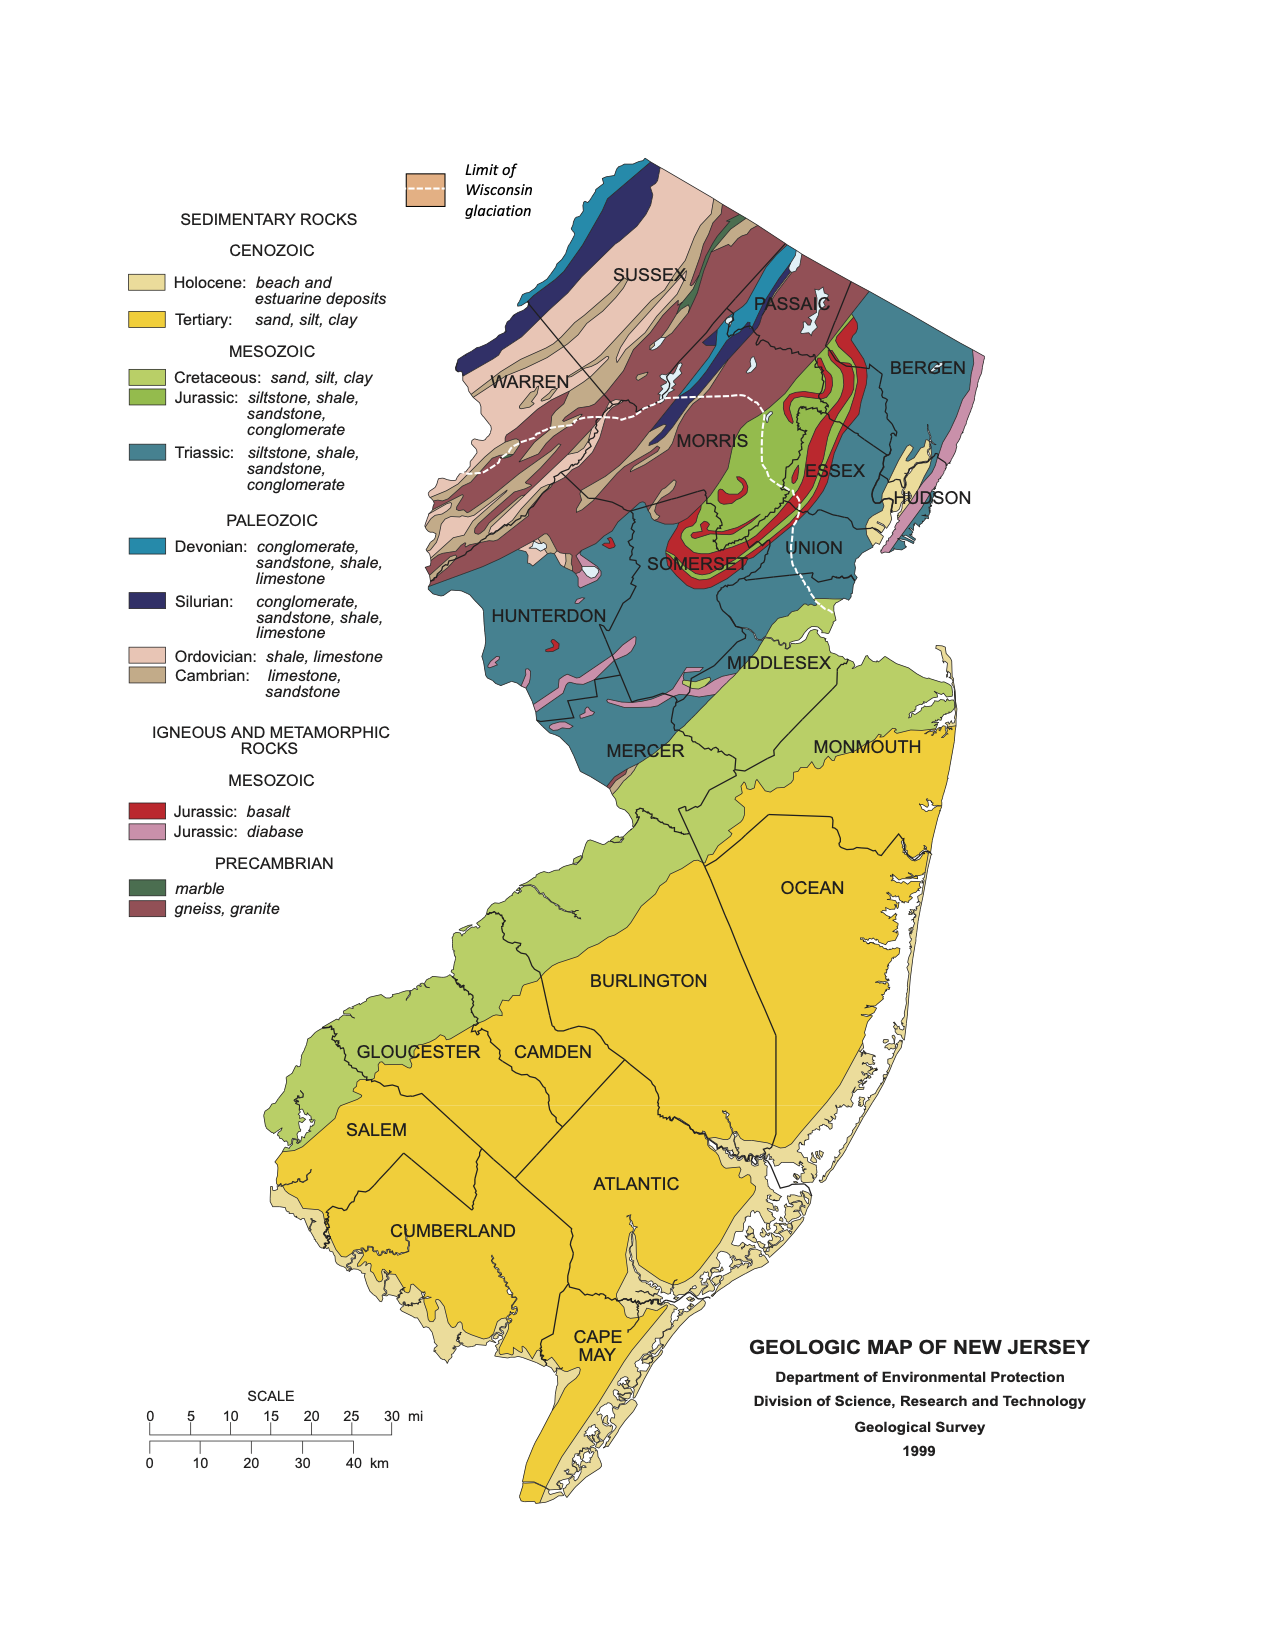 Limit of
Wisconsin
glaciation
SEDIMENTARY ROCKS
CENOZOIC
Holocene: beach and
estuarine deposits
Tertiary: sand, silt, clay
MESOZOIC
Cretaceous: sand, silt, clay
Jurassic: siltstone, shale,
sandstone,
conglomerate
Triassic: siltstone, shale,
sandstone,
conglomerate
PALEOZOIC
Devonian: conglomerate,
sandstone, shale,
limestone
Silurian: conglomerate,
sandstone, shale,
limestone
Ordovician: shale, limestone
Cambrian: limestone,
sandstone
IGNEOUS AND METAMORPHIC
ROCKS
MESOZOIC
Jurassic: basalt
Jurassic: diabase
PRECAMBRIAN
marble
gneiss, granite
SUSSEX
PASSAIC
BERGEN
WARREN
MORRIS
ESSEX
HUDSON
UNION
SOMERSET
HUNTERDON
MIDDLESEX
MERCER
MONMOUTH
OCEAN
BURLINGTON
GLOUCESTER
CAMDEN
SALEM
ATLANTIC
CUMBERLAND
CAPE
MAY
GEOLOGIC MAP OF NEW JERSEY
Department of Environmental Protection
Division of Science, Research and Technology
Geological Survey
1999
SCALE
0 5 10 15 20 25 30 mi
0 10 20 30 40 km